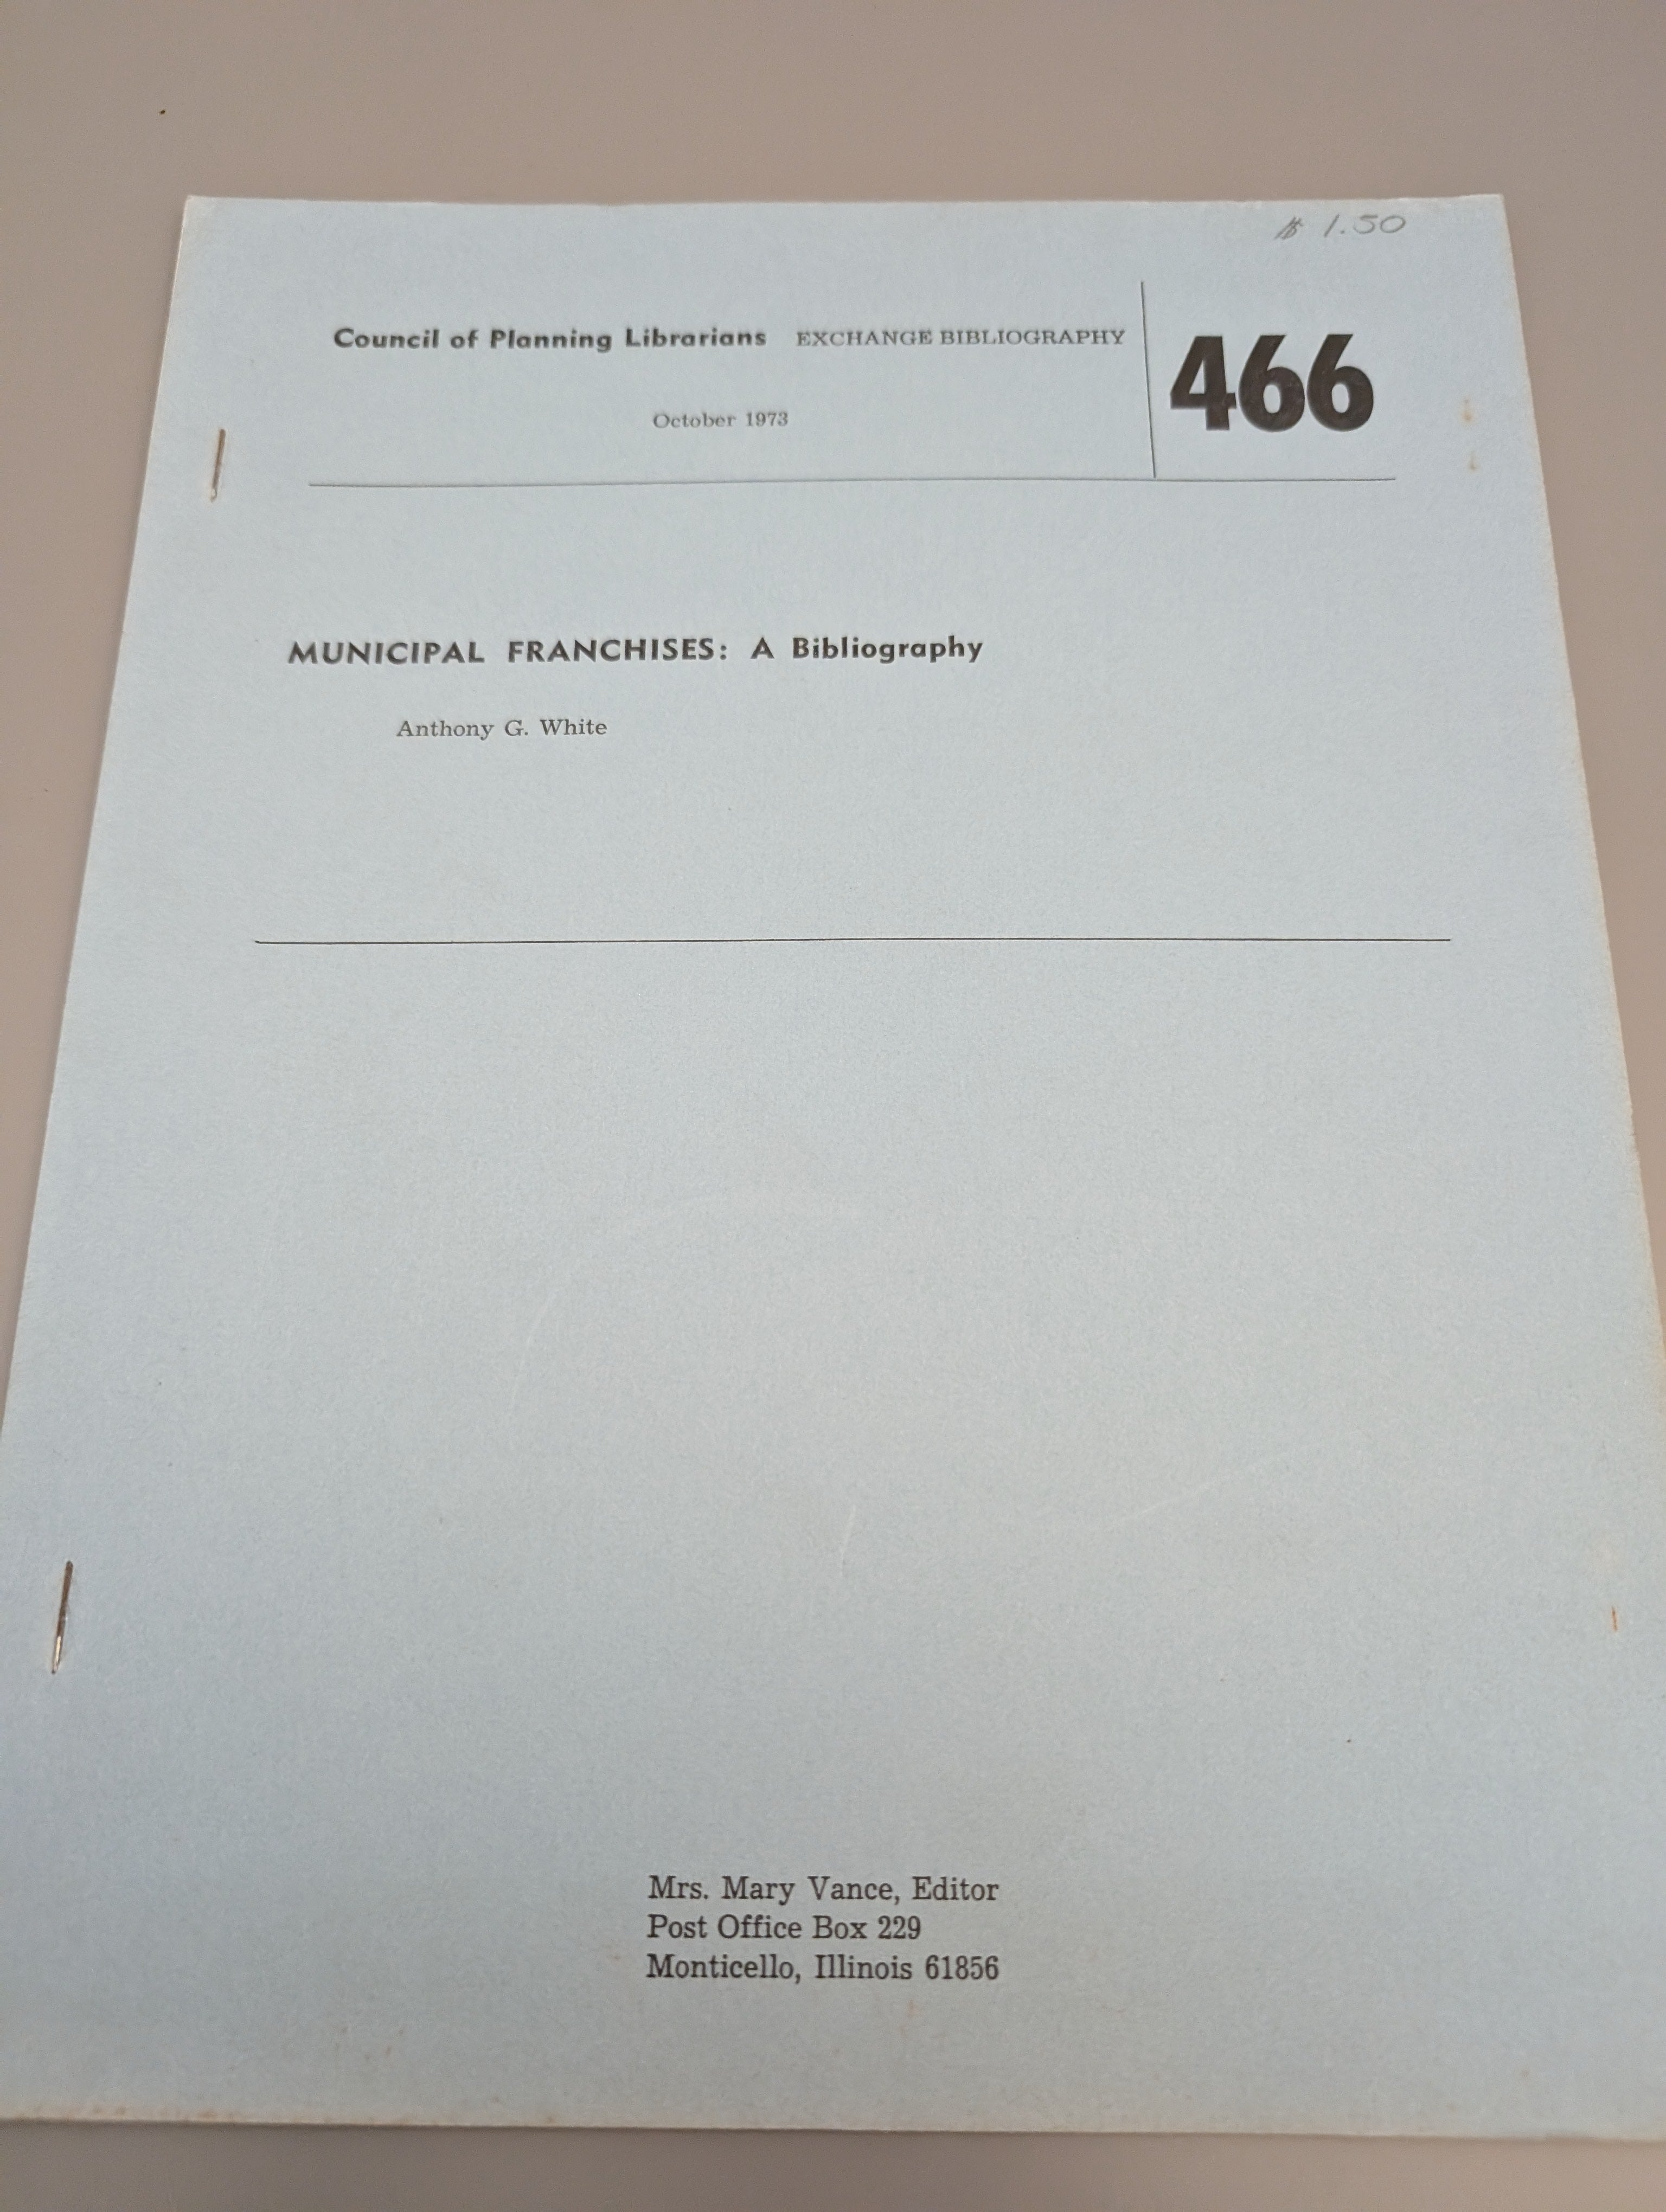 $ 1.50
Council of Planning Librarians EXCHANGE BIBLIOGRAPHY
466
October 1973
MUNICIPAL FRANCHISES: A Bibliography
Anthony G. White
Mrs. Mary Vance, Editor
Post Office Box 229
Monticello, Illinois 61856